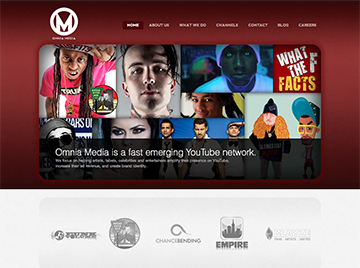 OMNIA MEDIA
HOME ABOUT US WHAT WE DO CHANNELS CONTACT BLOG CAREERS
WHAT THE F FACTS
Omnia Media is a fast emerging YouTube network.
We focus on helping artists, labels, celebrities and entertainers amplify their presence on YouTube,
increase their ad revenue, and create brand identity.
CHANCEBENDING
EMPIRE